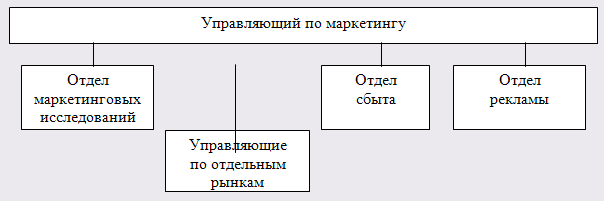 Управляющий по маркетингу
Отдел
маркетинговых
исследований
Отдел
сбыта
Отдел
рекламы
Управляющие
по отдельным
рынкам